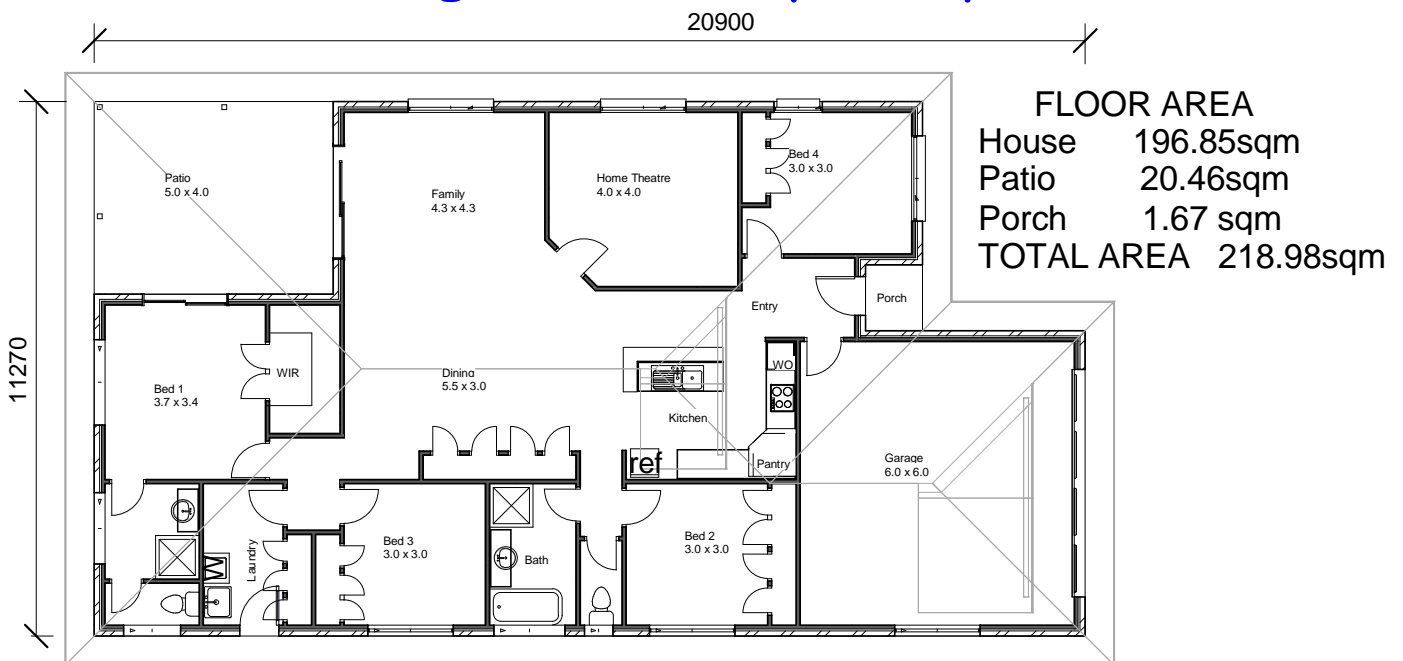 20900
11270
FLOOR AREA
House 196.85sqm
Patio 20.46sqm
Porch 1.67 sqm
TOTAL AREA 218.98sqm
Patio
5.0 x 4.0
Family
4.3 x 4.3
Home Theatre
4.0 x 4.0
Bed 4
3.0 x 3.0
Entry
Porch
Bed 1
3.7 x 3.4
WIR
Dining
5.5 x 3.0
WO
Kitchen
ref
Pantry
Garage
6.0 x 6.0
Laundry
Bed 3
3.0 x 3.0
Bath
Bed 2
3.0 x 3.0